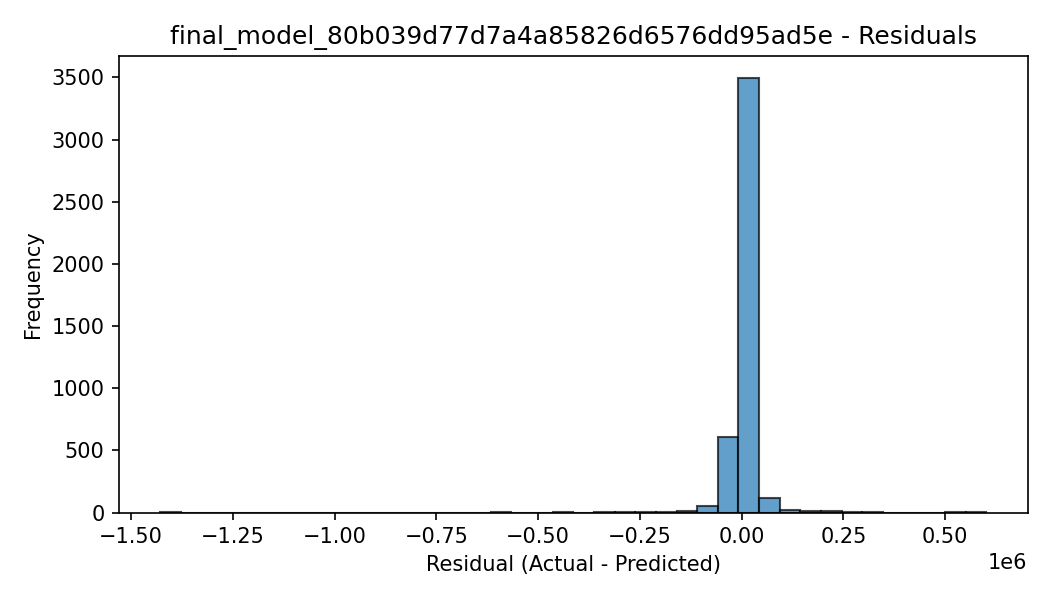 final_model_80b039d77d7a4a85826d6576dd95ad5e - Residuals
3500
3000
2500
2000
1500
1000
500
0
Frequency
−1.50 −1.25 −1.00 −0.75 −0.50 −0.25 0.00 0.25 0.50
1e6
Residual (Actual - Predicted)